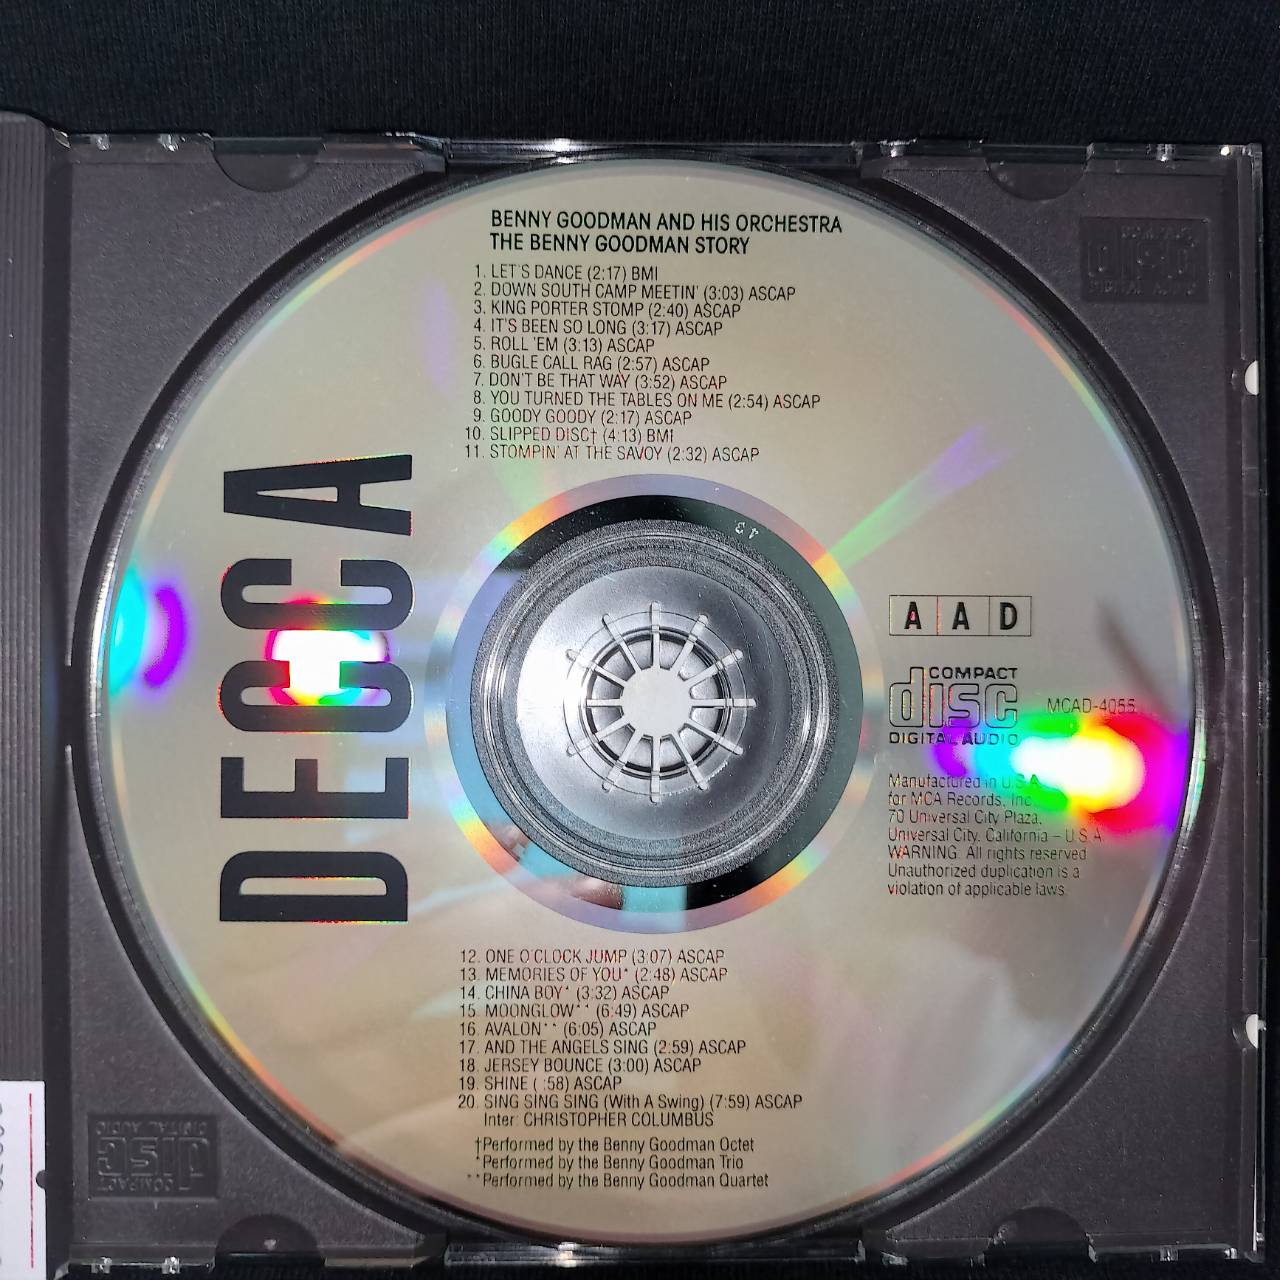 BENNY GOODMAN AND HIS ORCHESTRA
THE BENNY GOODMAN STORY
1. LET'S DANCE (2:17) BMI
2. DOWN SOUTH CAMP MEETIN' (3:03) ASCAP
3. KING PORTER STOMP (2:40) ASCAP
4. IT'S BEEN SO LONG (3:17) ASCAP
5. ROLL 'EM (3:13) ASCAP
6. BUGLE CALL RAG (2:57) ASCAP
7. DON'T BE THAT WAY (3:52) ASCAP
8. YOU TURNED THE TABLES ON ME (2:54) ASCAP
9. GOODY GOODY (2:17) ASCAP
10. SLIPPED DISC† (4:13) BMI
11. STOMPIN' AT THE SAVOY (2:32) ASCAP
DECCA
43
AAD
COMPACT
disc
DIGITAL AUDIO
MCAD-4055
Manufactured in U.S.A.
for MCA Records, Inc.
70 Universal City Plaza,
Universal City, California – U.S.A.
WARNING: All rights reserved.
Unauthorized duplication is a
violation of applicable laws.
12. ONE O'CLOCK JUMP (3:07) ASCAP
13. MEMORIES OF YOU* (2:48) ASCAP
14. CHINA BOY* (3:32) ASCAP
15. MOONGLOW** (6:49) ASCAP
16. AVALON** (6:05) ASCAP
17. AND THE ANGELS SING (2:59) ASCAP
18. JERSEY BOUNCE (3:00) ASCAP
19. SHINE ( :58) ASCAP
20. SING SING SING (With A Swing) (7:59) ASCAP
Inter: CHRISTOPHER COLUMBUS
†Performed by the Benny Goodman Octet
*Performed by the Benny Goodman Trio
**Performed by the Benny Goodman Quartet
COMPACT
disc
DIGITAL AUDIO
COMPACT
disc
DIGITAL AUDIO